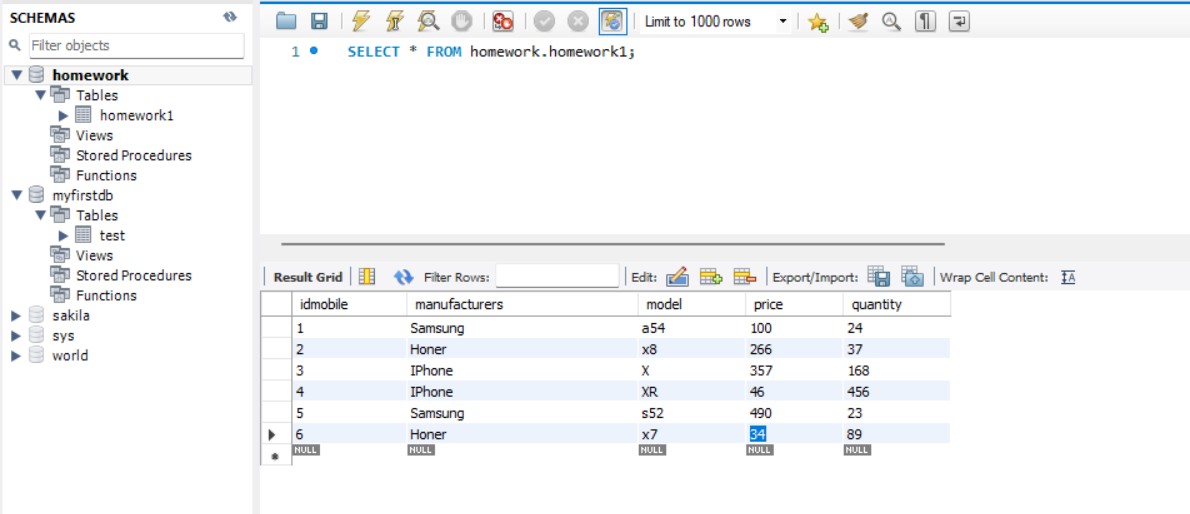 SCHEMAS
Filter objects
homework
Tables
homework1
Views
Stored Procedures
Functions
myfirstdb
Tables
test
Views
Stored Procedures
Functions
sakila
sys
world
Limit to 1000 rows
1 SELECT * FROM homework.homework1;
Result Grid Filter Rows: Edit: Export/Import: Wrap Cell Content:
idmobile manufacturers model price quantity
1 Samsung a54 100 24
2 Honer x8 266 37
3 IPhone X 357 168
4 IPhone XR 46 456
5 Samsung s52 490 23
6 Honer x7 34 89
NULL NULL NULL NULL NULL